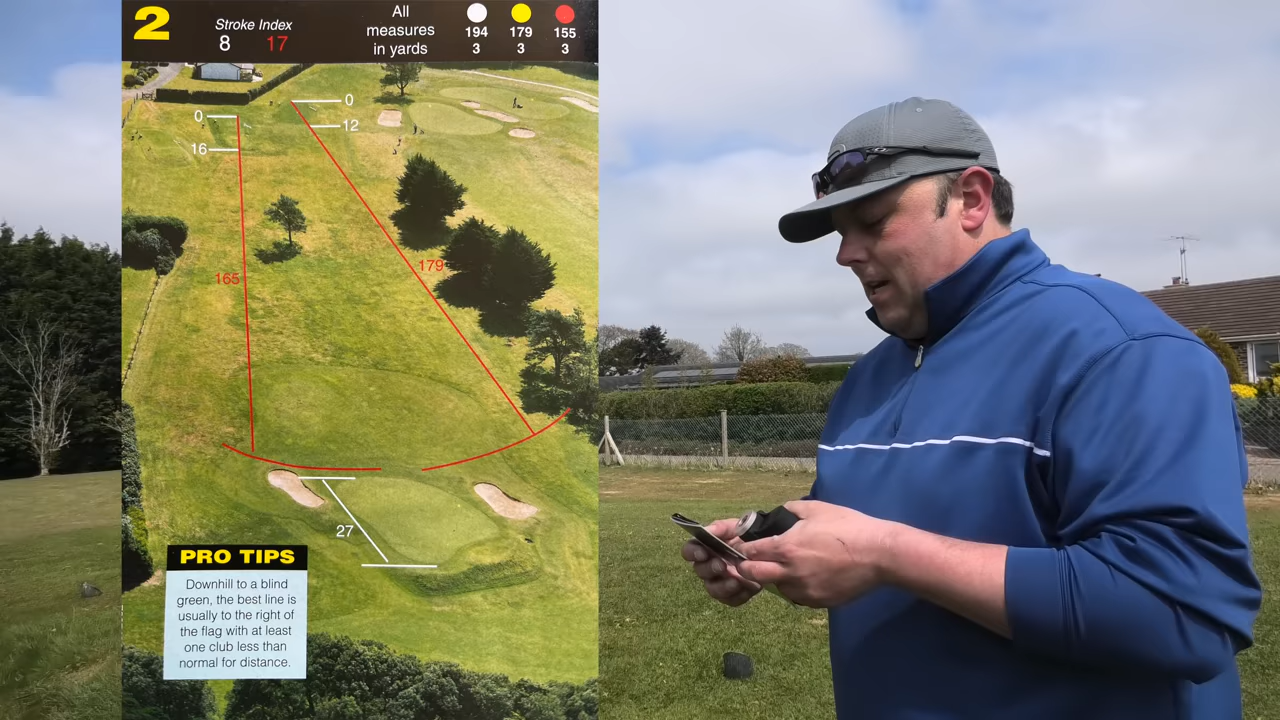 2
Stroke Index
8 17
All
measures
in yards
194 179 155
3 3 3
0
0
12
16
165
179
27
PRO TIPS
Downhill to a blind
green, the best line is
usually to the right of
the flag with at least
one club less than
normal for distance.